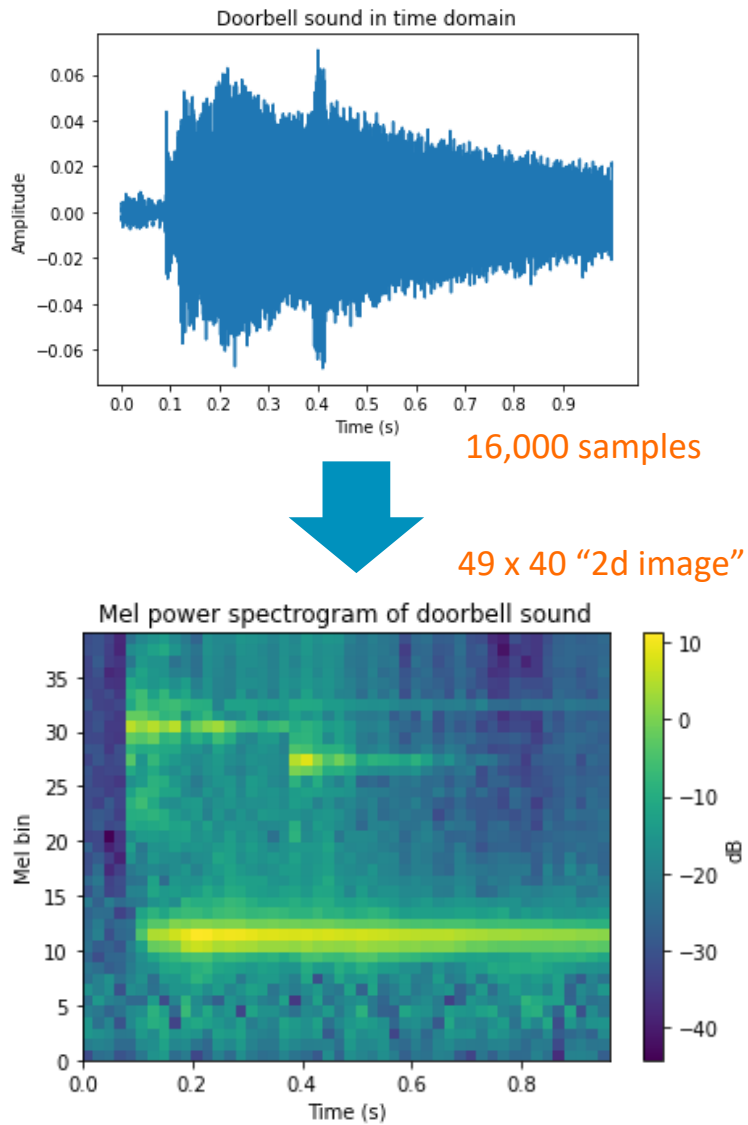 Doorbell sound in time domain
0.06
0.04
0.02
0.00
−0.02
−0.04
−0.06
Amplitude
0.0 0.1 0.2 0.3 0.4 0.5 0.6 0.7 0.8 0.9
Time (s)
16,000 samples
49 x 40 “2d image”
Mel power spectrogram of doorbell sound
35
30
25
20
15
10
5
0
Mel bin
0.0 0.2 0.4 0.6 0.8
Time (s)
10
0
−10
−20
−30
−40
dB